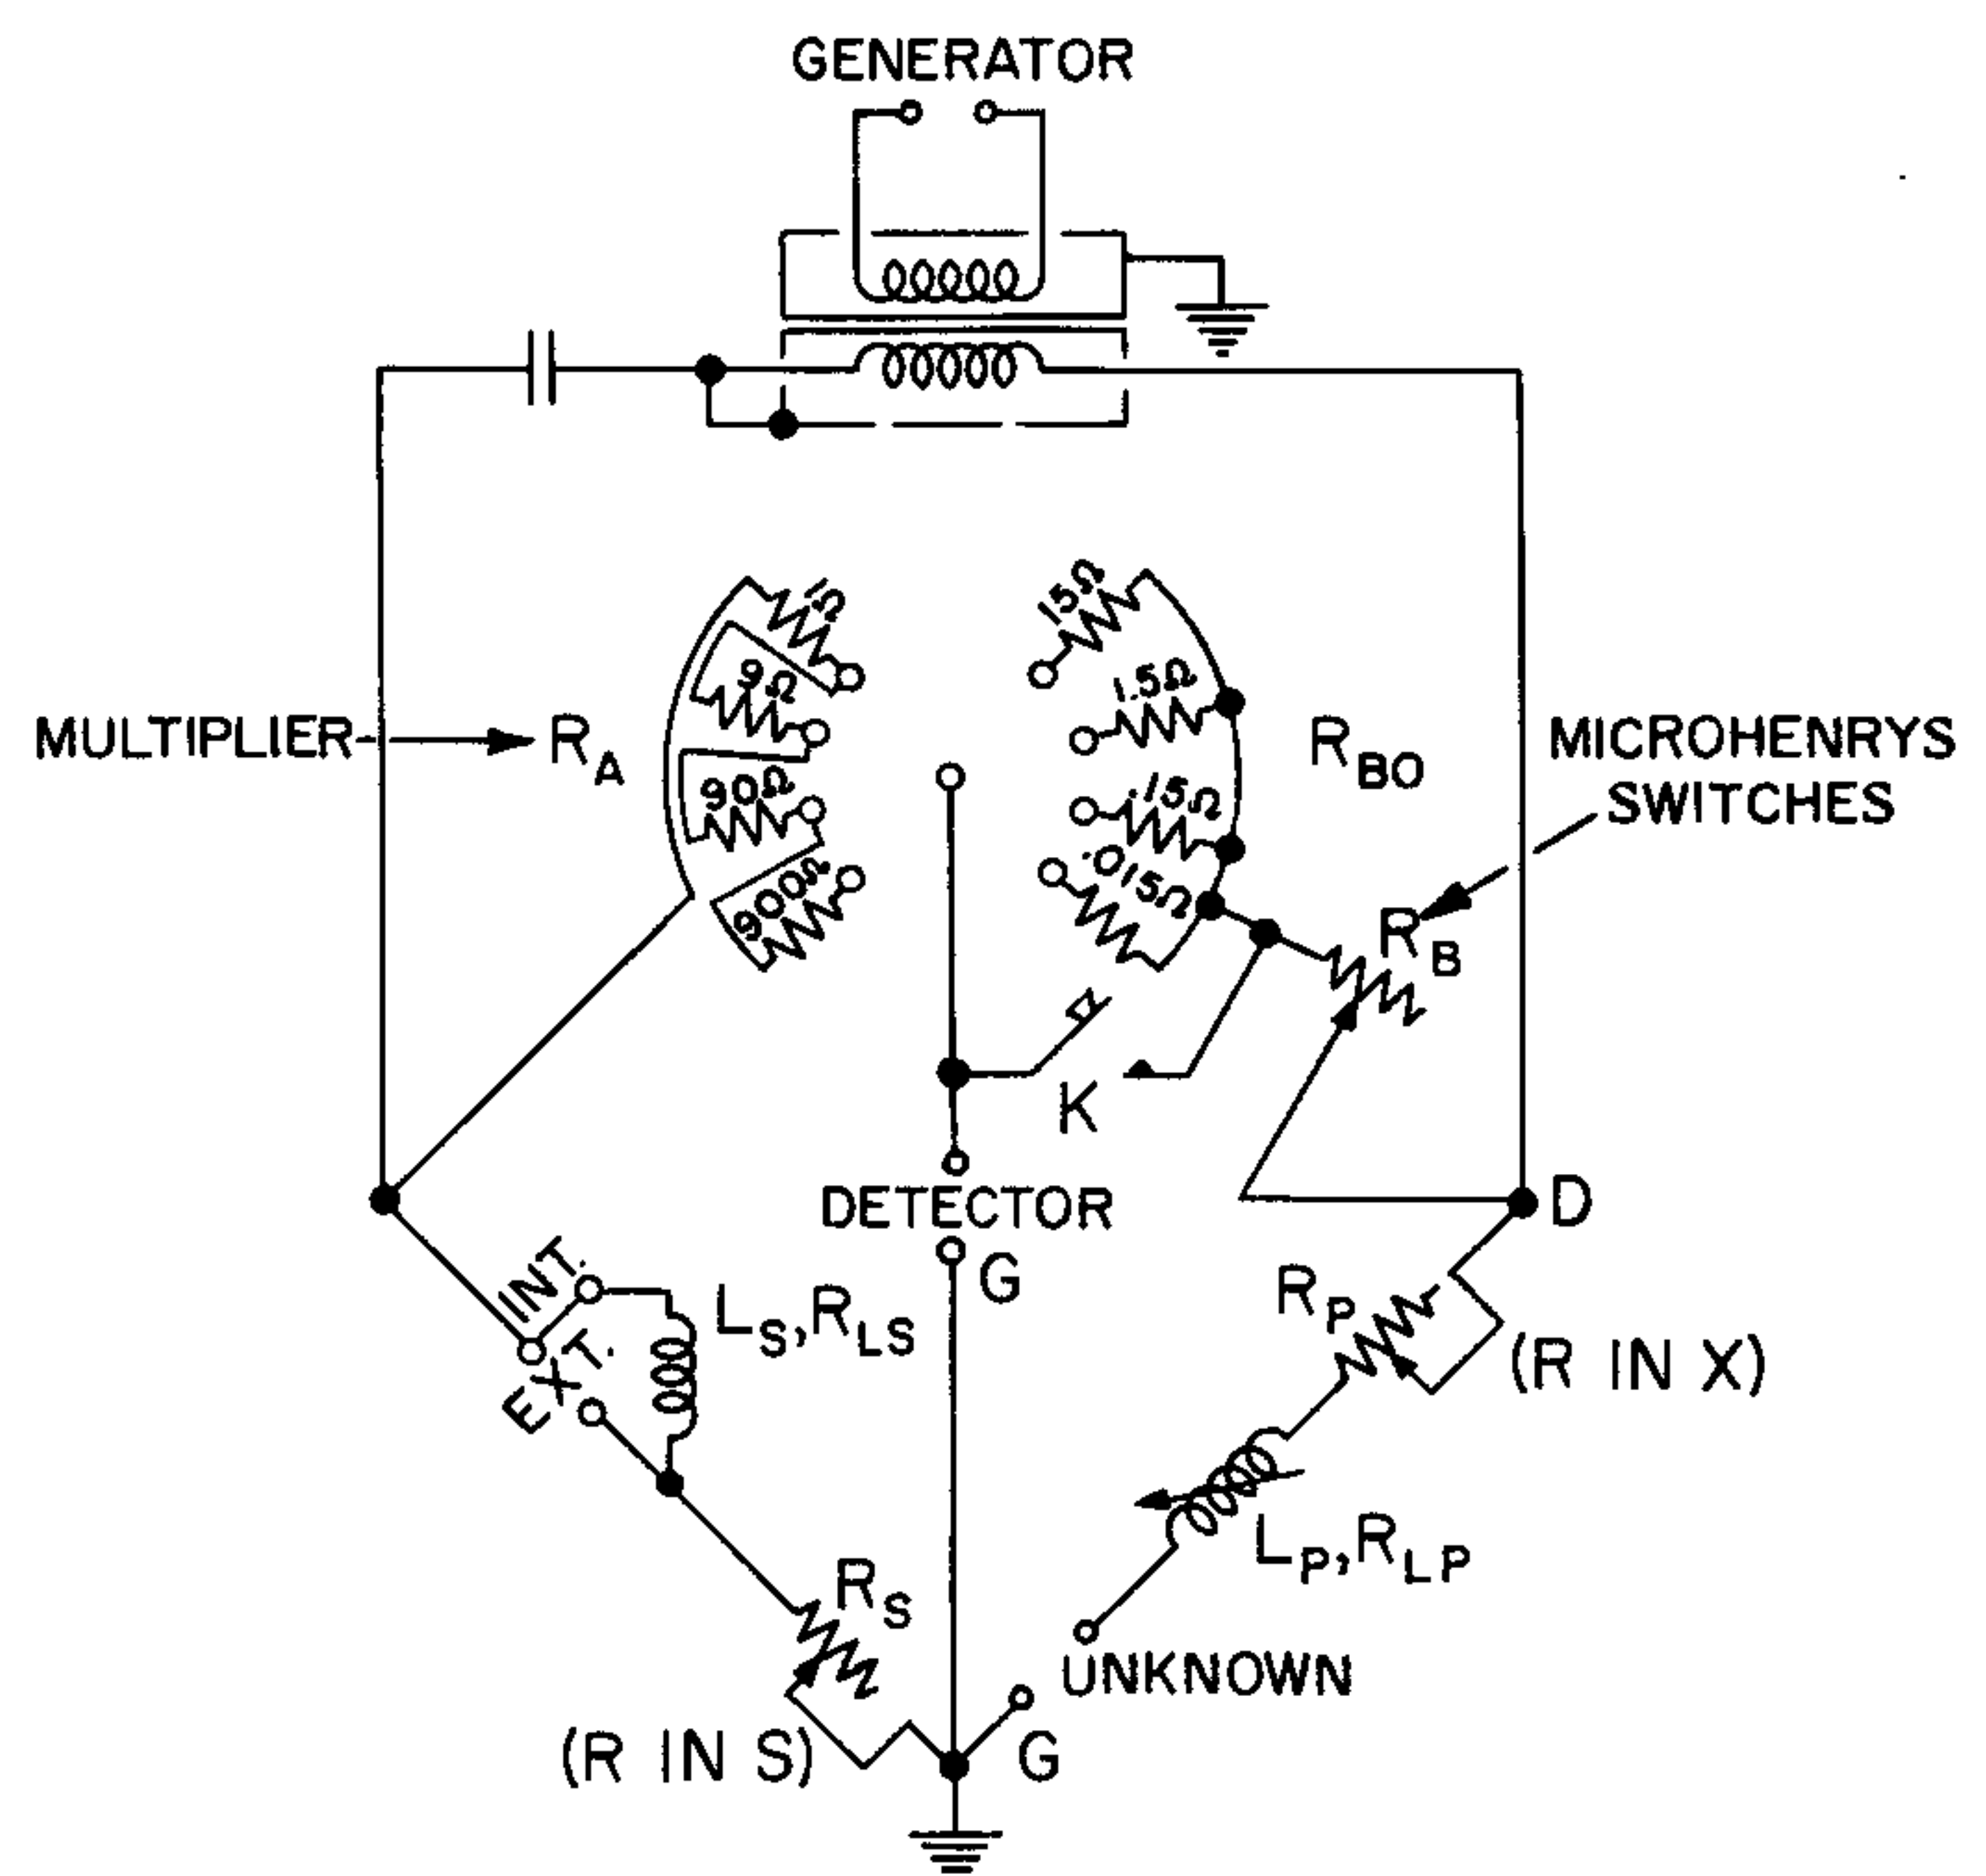 GENERATOR
1Ω
15Ω
9Ω
1.5Ω
MULTIPLIER
R_A
R_BO
MICROHENRYS
SWITCHES
90Ω
.15Ω
900Ω
.015Ω
R_B
K
DETECTOR
D
G
INT.
EXT.
L_S, R_LS
R_P
(R IN X)
L_P, R_LP
R_S
UNKNOWN
(R IN S)
G